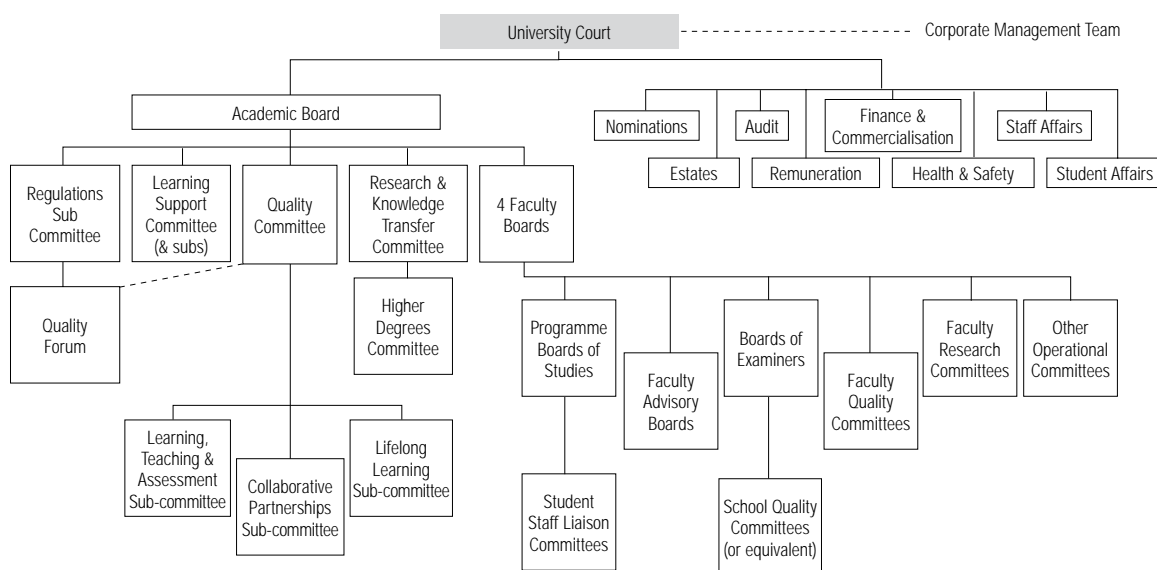 University Court
Corporate Management Team
Academic Board
Nominations
Audit
Finance &
Commercialisation
Staff Affairs
Estates
Remuneration
Health & Safety
Student Affairs
Regulations
Sub
Committee
Learning
Support
Committee
(& subs)
Quality
Committee
Research &
Knowledge
Transfer
Committee
4 Faculty
Boards
Quality
Forum
Higher
Degrees
Committee
Programme
Boards of
Studies
Faculty
Advisory
Boards
Boards of
Examiners
Faculty
Quality
Committees
Faculty
Research
Committees
Other
Operational
Committees
Learning,
Teaching &
Assessment
Sub-committee
Collaborative
Partnerships
Sub-committee
Lifelong
Learning
Sub-committee
Student
Staff Liaison
Committees
School Quality
Committees
(or equivalent)